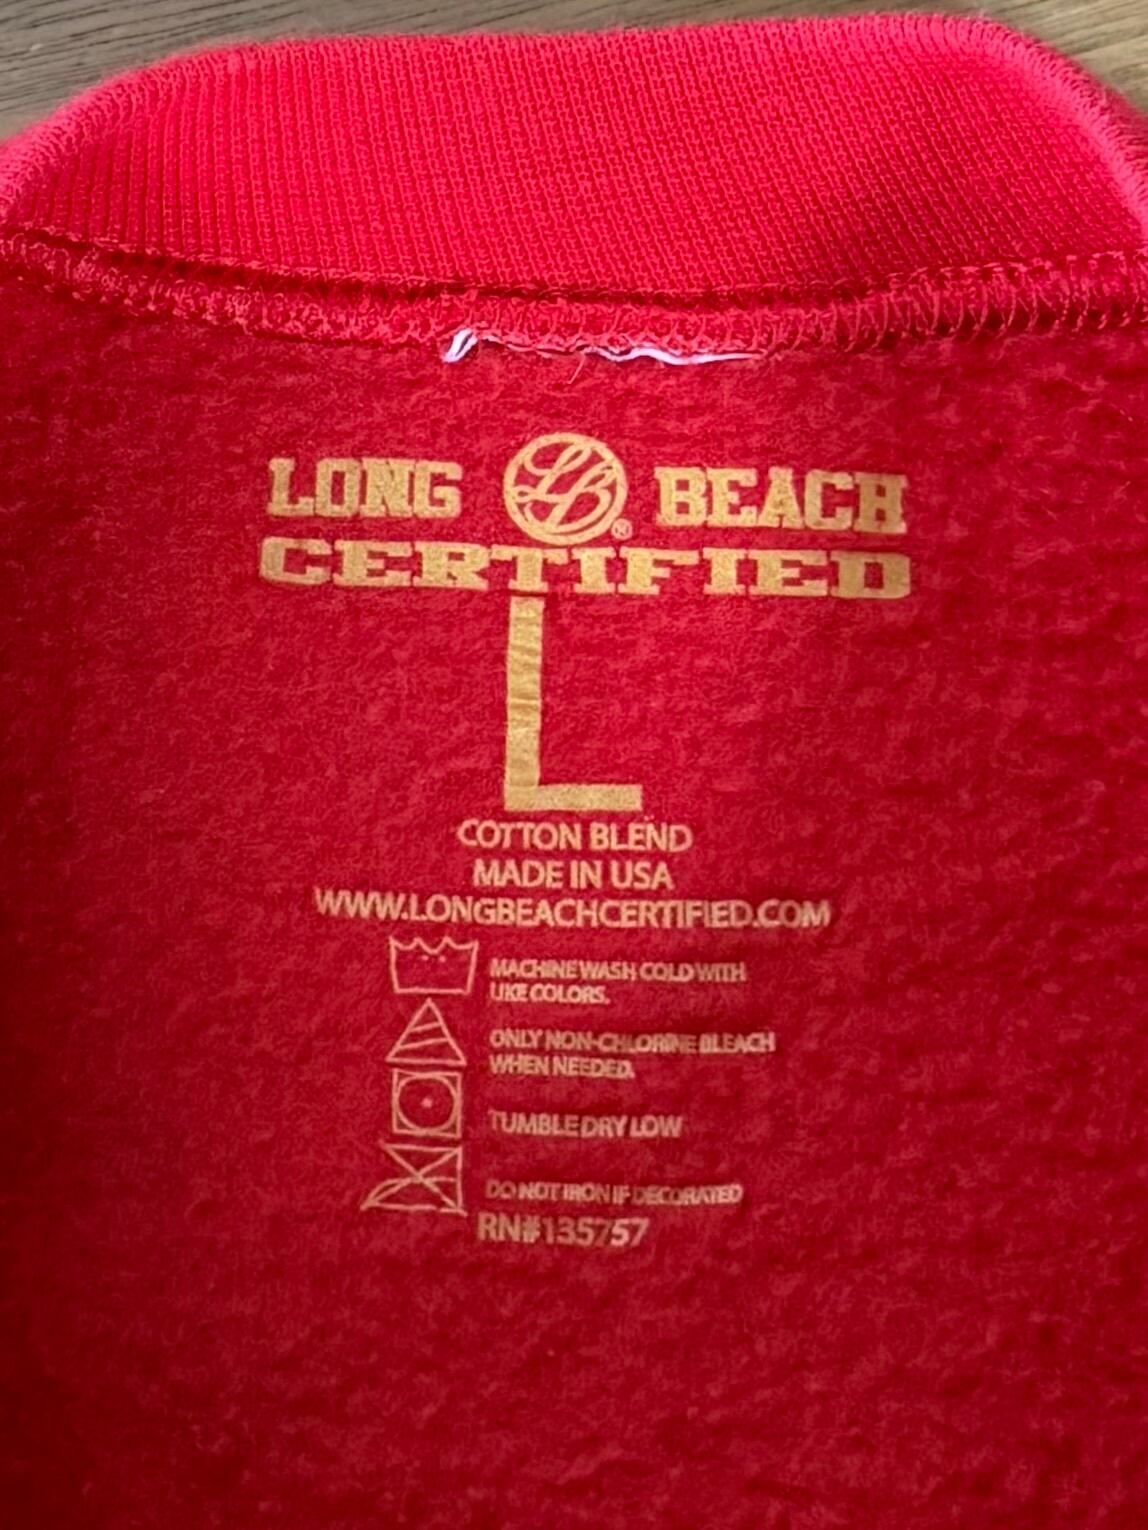 LONG LB® BEACH
CERTIFIED
L
COTTON BLEND
MADE IN USA
WWW.LONGBEACHCERTIFIED.COM
MACHINE WASH COLD WITH
LIKE COLORS.
ONLY NON-CHLORINE BLEACH
WHEN NEEDED.
TUMBLE DRY LOW
DO NOT IRON IF DECORATED
RN#135757